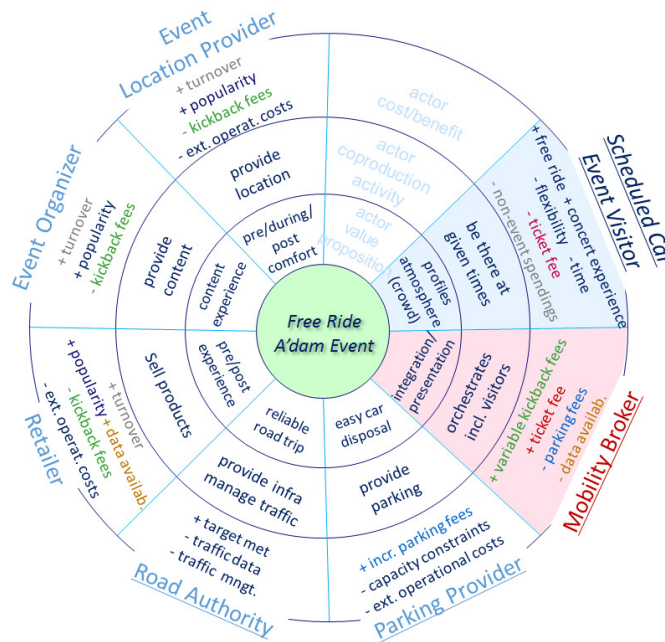 Event
Location Provider
+ turnover
+ popularity
- kickback fees
- ext. operat. costs
provide
location
pre/during/
post
comfort
actor
cost/benefit
actor
coproduction
activity
actor
value
proposition
Scheduled Car
Event Visitor
+ free ride + concert experience
- flexibility - time
- ticket fee
- non-event spendings
be there at
given times
profiles
atmosphere
(crowd)
Mobility Broker
+ variable kickback fees
+ ticket fee
- parking fees
- data availab.
orchestrates
incl. visitors
integration/
presentation
Parking Provider
+ incr. parking fees
- capacity constraints
- ext. operational costs
provide
parking
easy car
disposal
Road Authority
+ target met
- traffic data
- traffic mngt.
provide infra
manage traffic
reliable
road trip
Retailer
+ turnover
+ popularity + data availab.
- kickback fees
- ext. operat. costs
Sell products
pre/post
experience
Event Organizer
+ turnover
+ popularity
- kickback fees
provide
content
content
experience
Free Ride
A'dam Event